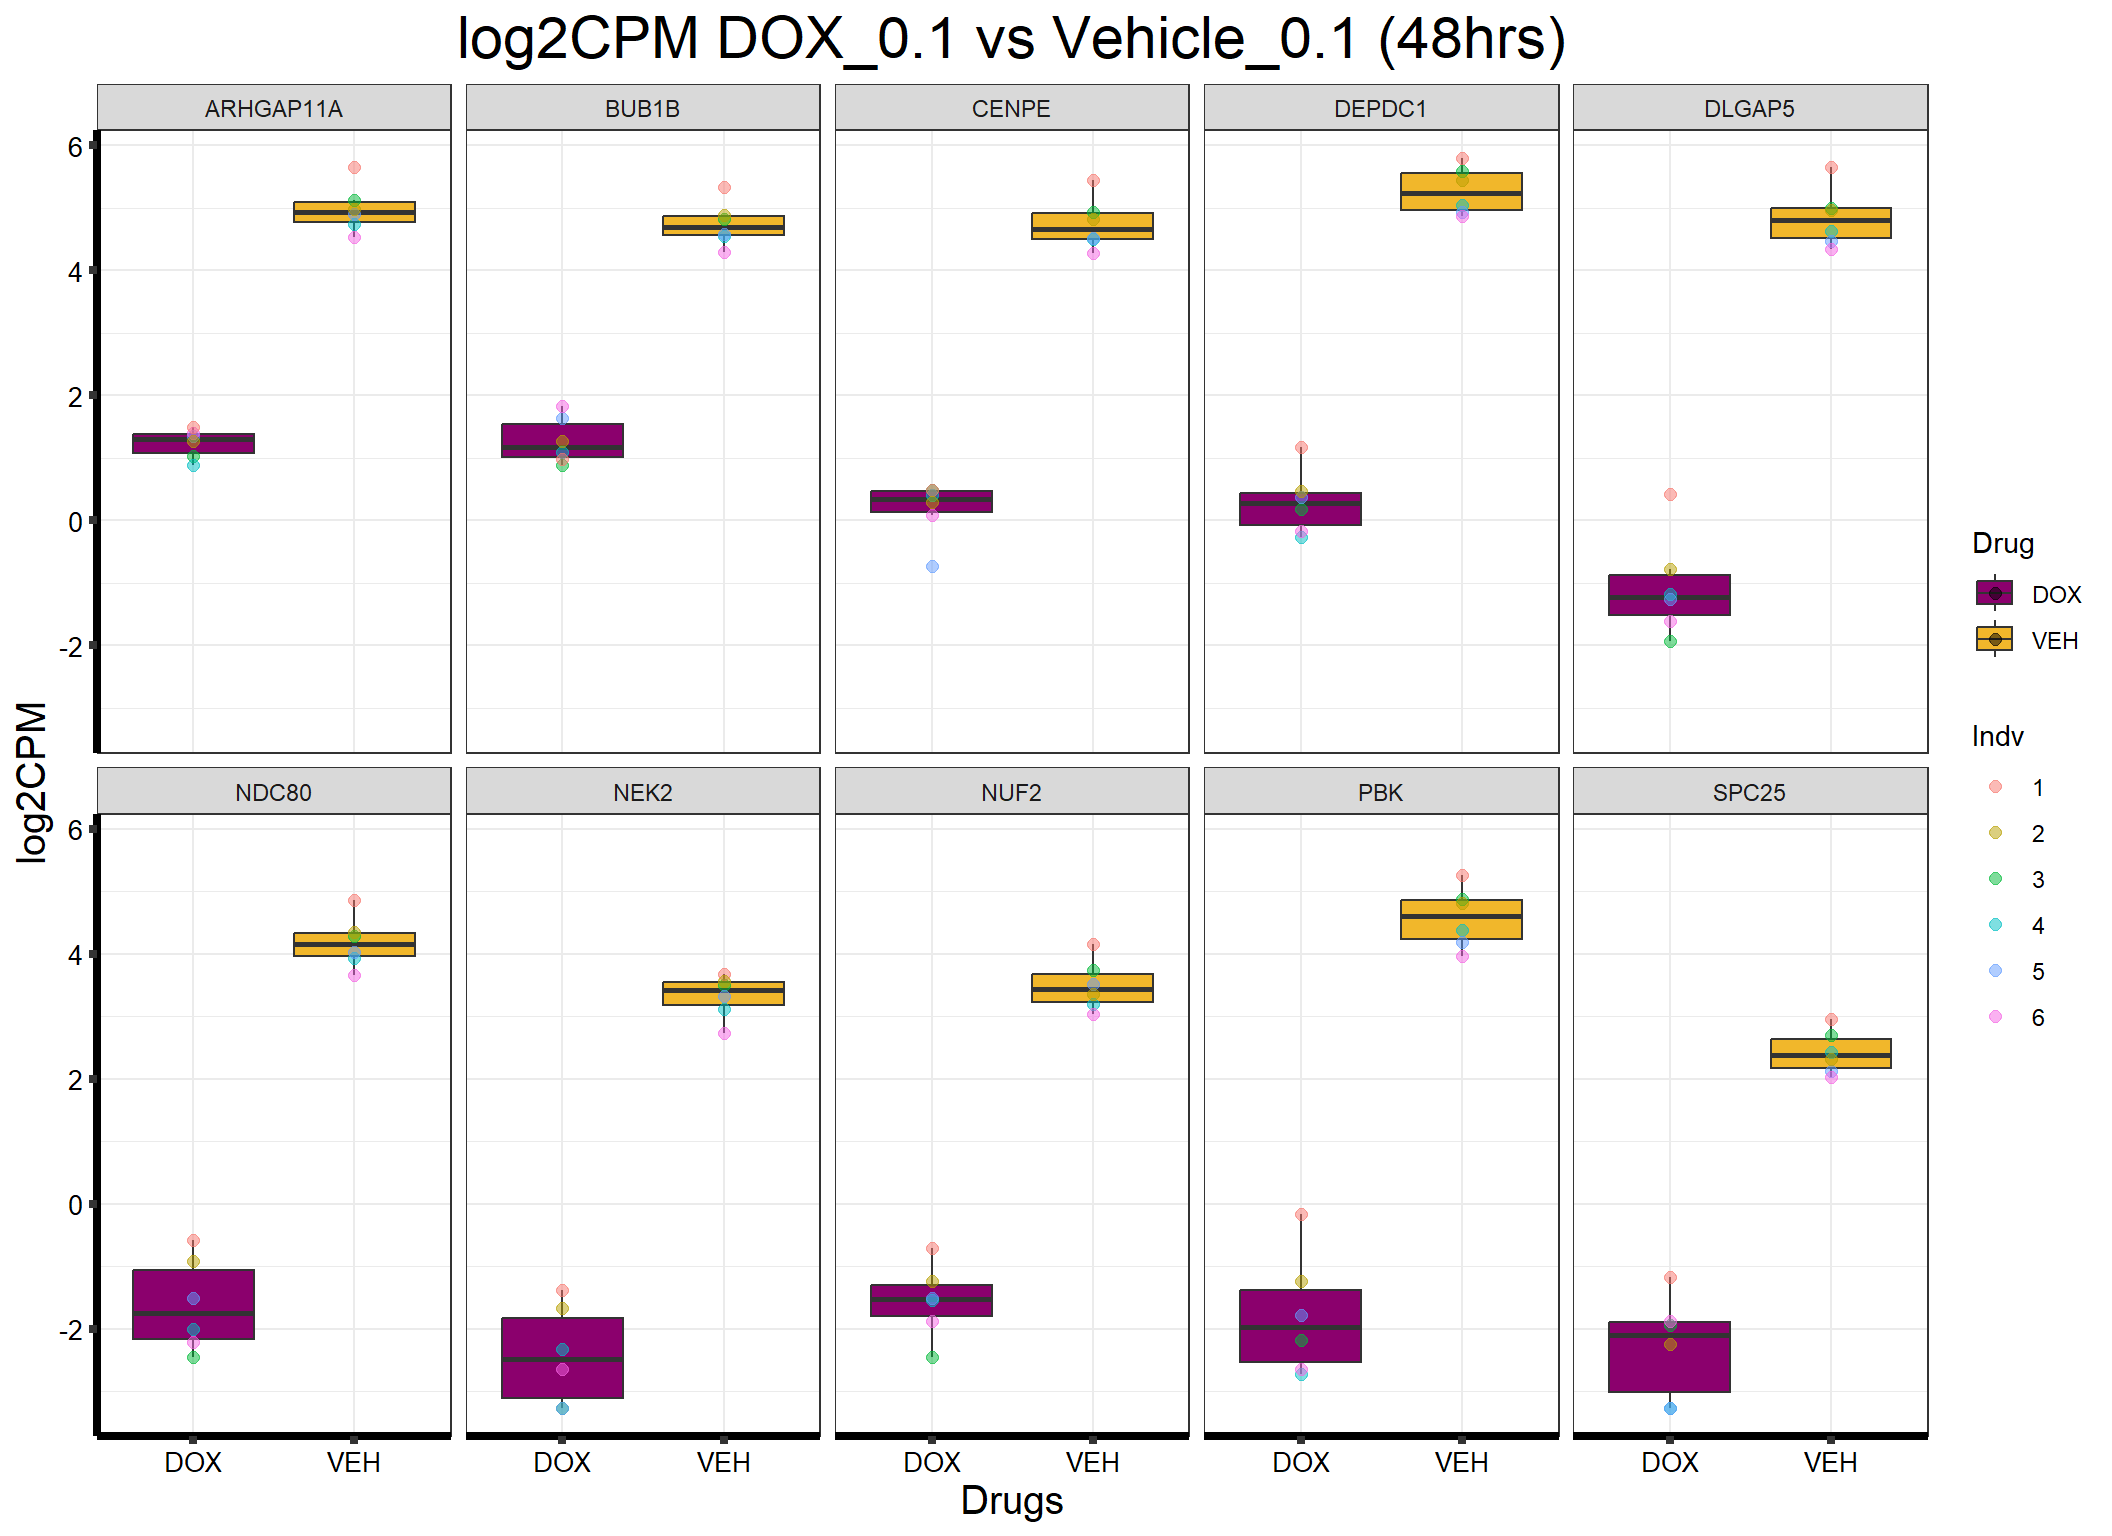 log2CPM DOX_0.1 vs Vehicle_0.1 (48hrs)
ARHGAP11A BUB1B CENPE DEPDC1 DLGAP5
6
4
2
0
-2
NDC80 NEK2 NUF2 PBK SPC25
6
4
2
0
-2
log2CPM
DOX VEH DOX VEH DOX VEH DOX VEH DOX VEH
Drugs
Drug
DOX
VEH
Indv
1
2
3
4
5
6